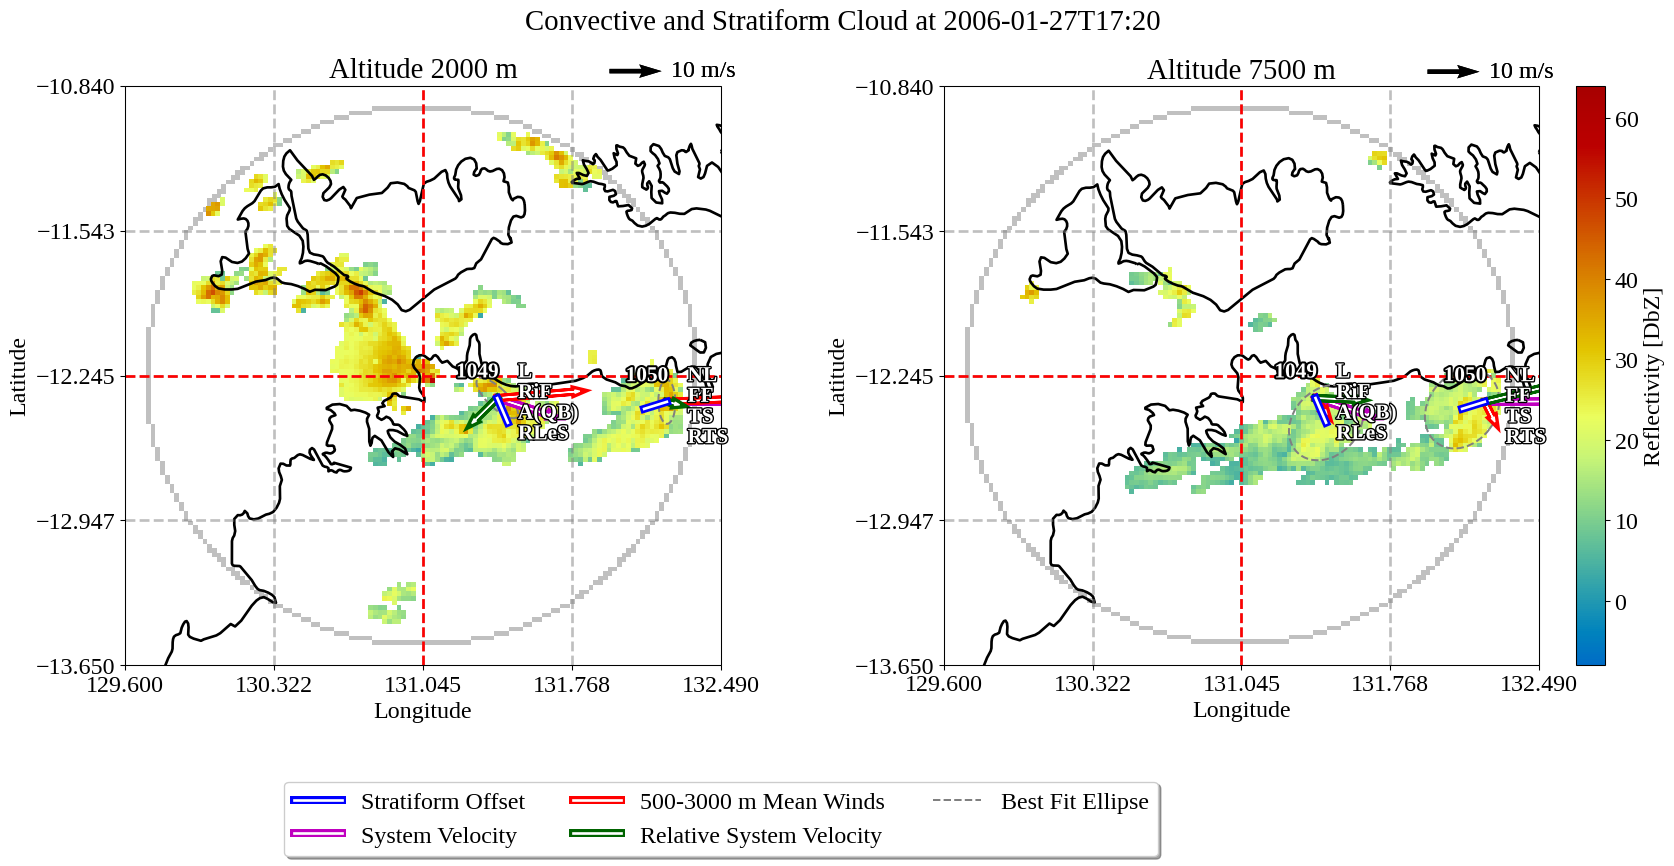 Convective and Stratiform Cloud at 2006-01-27T17:20
Altitude 2000 m
10 m/s
Altitude 7500 m
10 m/s
−10.840
−11.543
−12.245
−12.947
−13.650
Latitude
129.600
130.322
131.045
131.768
132.490
Longitude
1049
L
RiF
A(QB)
RLeS
1050
NL
FF
TS
RTS
−10.840
−11.543
−12.245
−12.947
−13.650
Latitude
129.600
130.322
131.045
131.768
132.490
Longitude
1049
L
RiF
A(QB)
RLeS
1050
NL
FF
TS
RTS
60
50
40
30
20
10
0
Reflectivity [DbZ]
Stratiform Offset
System Velocity
500-3000 m Mean Winds
Relative System Velocity
Best Fit Ellipse